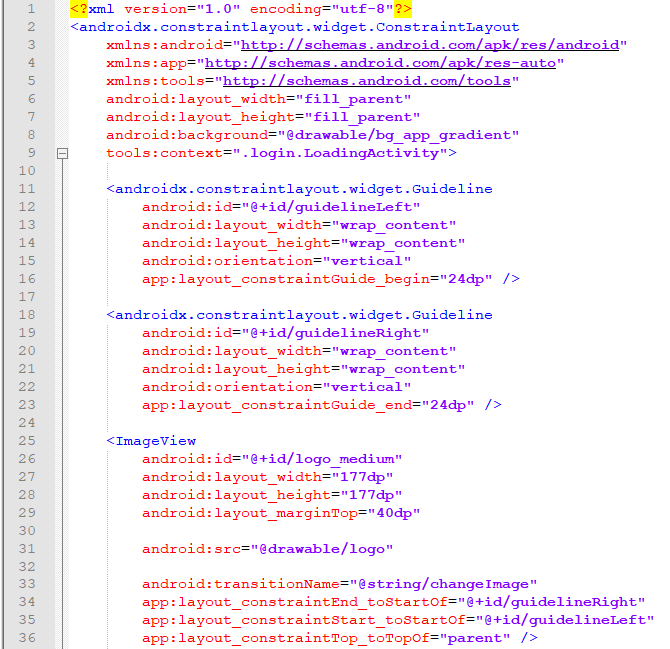 1 <?xml version="1.0" encoding="utf-8"?>
2 <androidx.constraintlayout.widget.ConstraintLayout
3 xmlns:android="http://schemas.android.com/apk/res/android"
4 xmlns:app="http://schemas.android.com/apk/res-auto"
5 xmlns:tools="http://schemas.android.com/tools"
6 android:layout_width="fill_parent"
7 android:layout_height="fill_parent"
8 android:background="@drawable/bg_app_gradient"
9 tools:context=".login.LoadingActivity">
10
11 <androidx.constraintlayout.widget.Guideline
12 android:id="@+id/guidelineLeft"
13 android:layout_width="wrap_content"
14 android:layout_height="wrap_content"
15 android:orientation="vertical"
16 app:layout_constraintGuide_begin="24dp" />
17
18 <androidx.constraintlayout.widget.Guideline
19 android:id="@+id/guidelineRight"
20 android:layout_width="wrap_content"
21 android:layout_height="wrap_content"
22 android:orientation="vertical"
23 app:layout_constraintGuide_end="24dp" />
24
25 <ImageView
26 android:id="@+id/logo_medium"
27 android:layout_width="177dp"
28 android:layout_height="177dp"
29 android:layout_marginTop="40dp"
30
31 android:src="@drawable/logo"
32
33 android:transitionName="@string/changeImage"
34 app:layout_constraintEnd_toStartOf="@+id/guidelineRight"
35 app:layout_constraintStart_toStartOf="@+id/guidelineLeft"
36 app:layout_constraintTop_toTopOf="parent" />